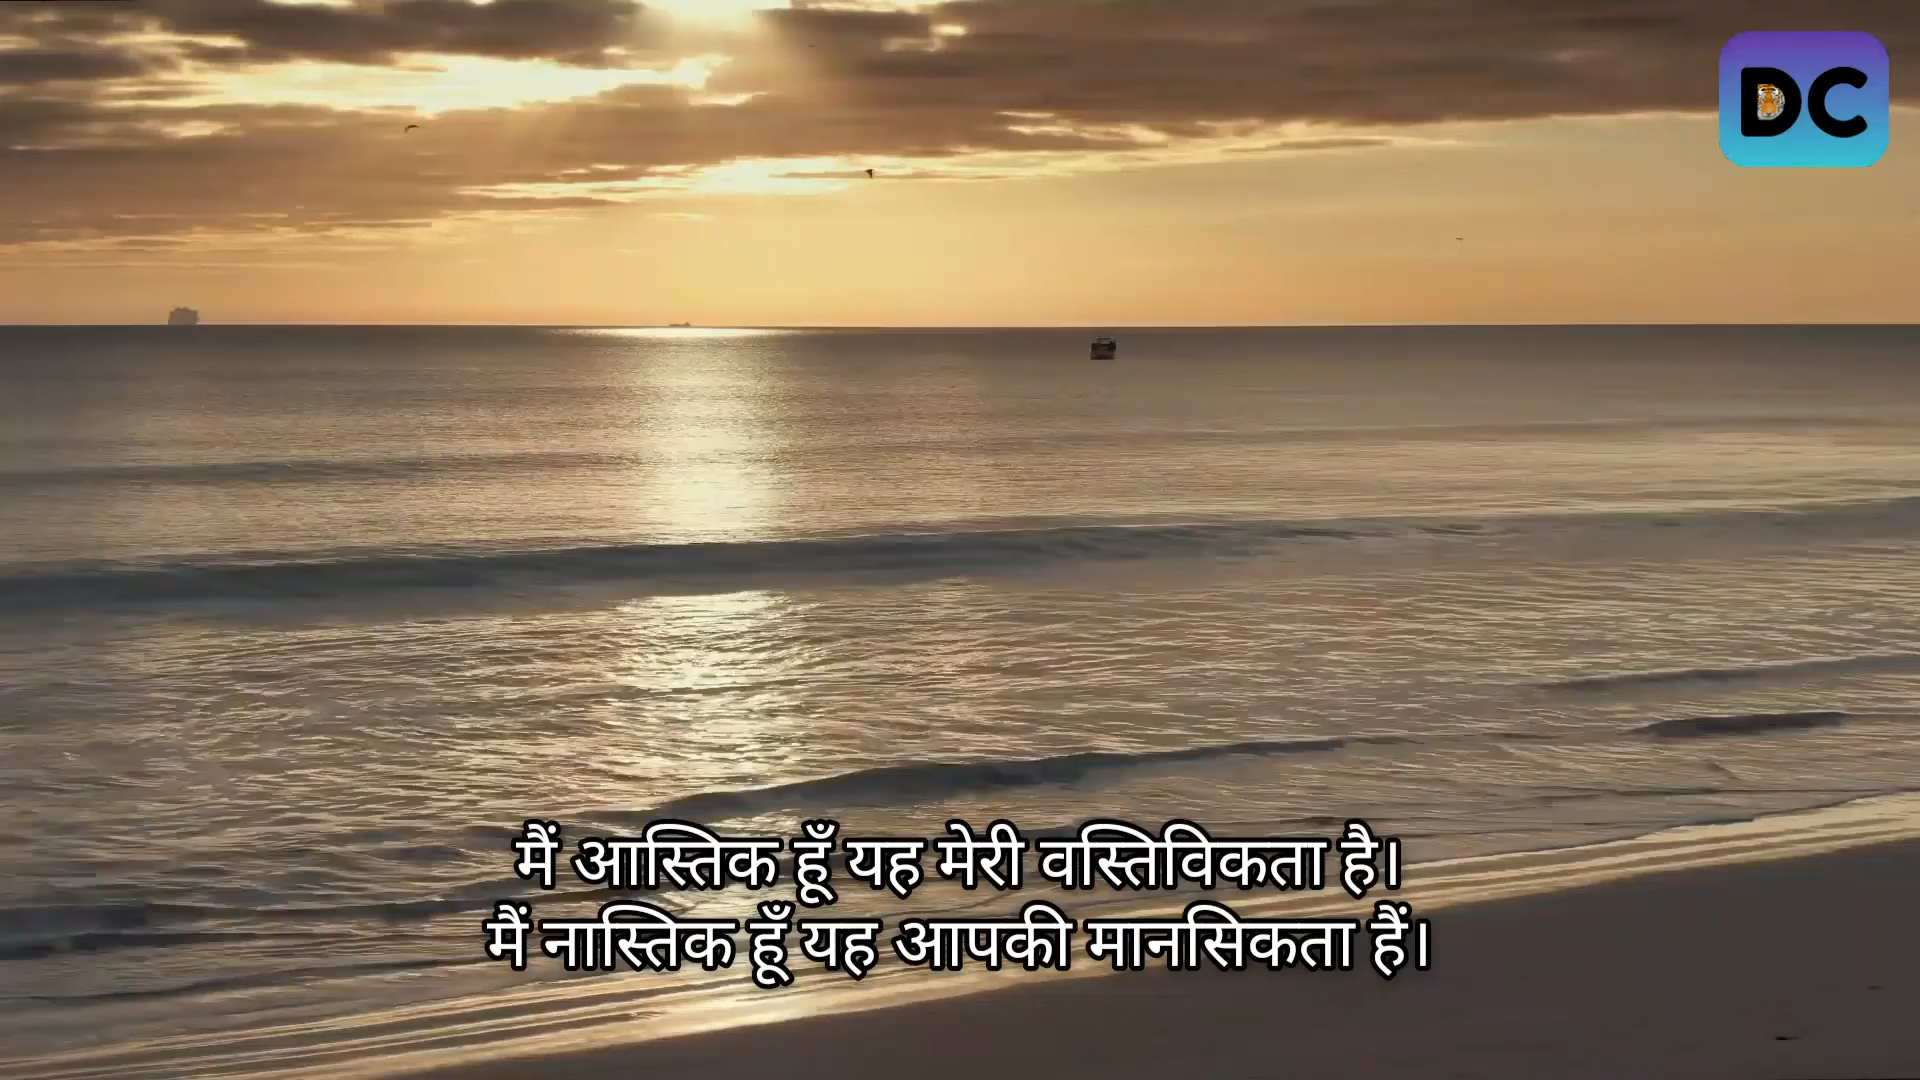 DC
मैं आस्तिक हूँ यह मेरी वस्तिविकता है।
मैं नास्तिक हूँ यह आपकी मानसिकता हैं।